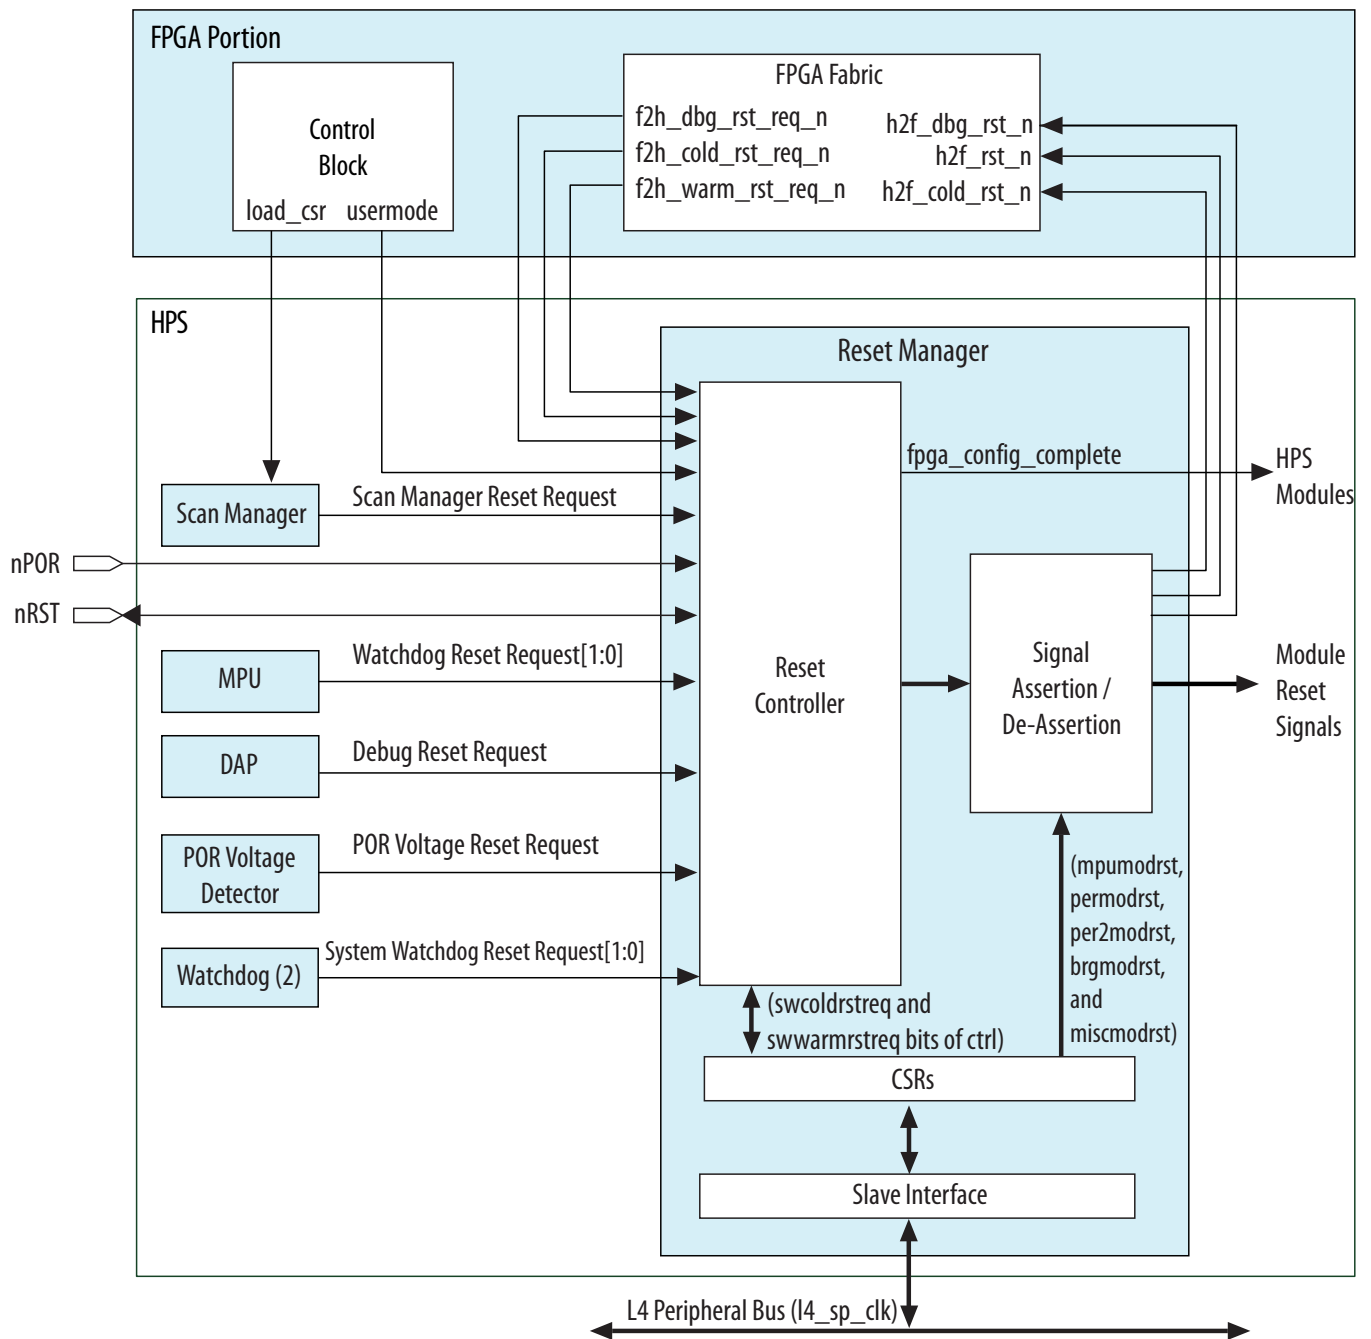 FPGA Portion
Control
Block
load_csr usermode
FPGA Fabric
f2h_dbg_rst_req_n
f2h_cold_rst_req_n
f2h_warm_rst_req_n
h2f_dbg_rst_n
h2f_rst_n
h2f_cold_rst_n
HPS
Reset Manager
fpga_config_complete
HPS
Modules
Scan Manager
Scan Manager Reset Request
nPOR
nRST
MPU
Watchdog Reset Request[1:0]
Reset
Controller
Signal
Assertion /
De-Assertion
Module
Reset
Signals
DAP
Debug Reset Request
POR Voltage
Detector
POR Voltage Reset Request
Watchdog (2)
System Watchdog Reset Request[1:0]
(mpumodrst,
permodrst,
per2modrst,
brgmodrst,
and
miscmodrst)
(swcoldrstreq and
swwarmrstreq bits of ctrl)
CSRs
Slave Interface
L4 Peripheral Bus (l4_sp_clk)